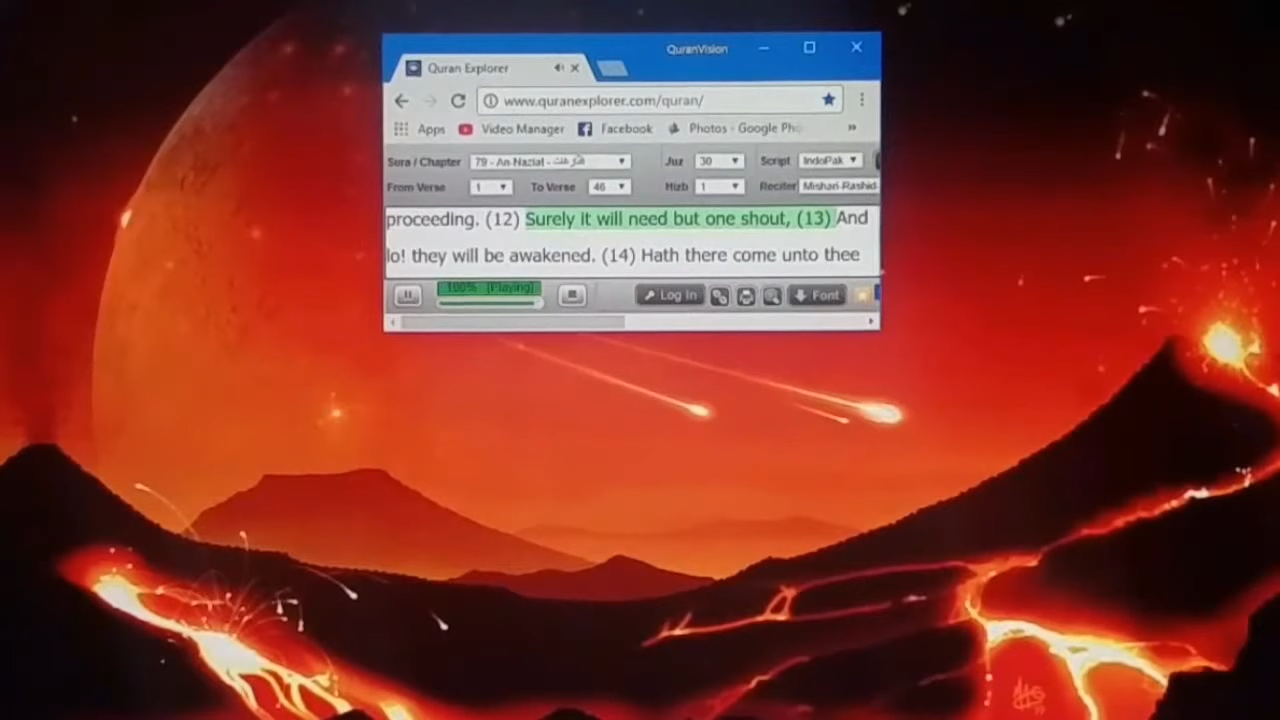 QuranVision
Quran Explorer
www.quranexplorer.com/quran/
Apps Video Manager Facebook Photos - Google Pho
Sura / Chapter 79 - An-Naziat - Juz 30 Script IndoPak
From Verse 1 To Verse 46 Hizb 1 Reciter Mishari-Rashid-
proceeding. (12) Surely it will need but one shout, (13) And
lo! they will be awakened. (14) Hath there come unto thee
100% [Playing] Log In Font